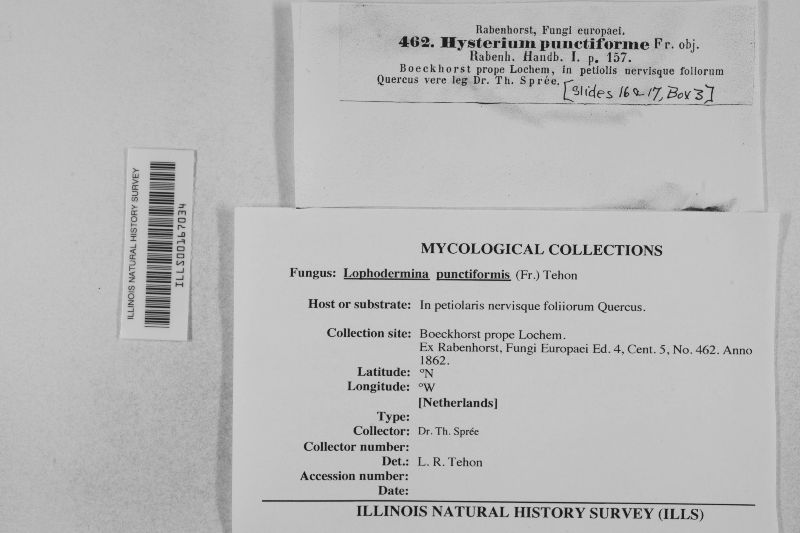 Rabenhorst, Fungi europaei.
462. Hysterium punctiforme Fr. obj.
Rabenh. Handb. I. p. 157.
Boeckhorst prope Lochem, in petiolis nervisque foliorum
Quercus vere leg Dr. Th. Sprée.
[Slides 16&17, Box 3]
ILLINOIS NATURAL HISTORY SURVEY
ILLS00167034
MYCOLOGICAL COLLECTIONS
Fungus: Lophodermina punctiformis (Fr.) Tehon
Host or substrate: In petiolaris nervisque foliiorum Quercus.
Collection site: Boeckhorst prope Lochem.
Ex Rabenhorst, Fungi Europaei Ed. 4, Cent. 5, No. 462. Anno
1862.
Latitude: °N
Longitude: °W
[Netherlands]
Type:
Collector: Dr. Th. Sprée
Collector number:
Det.: L. R. Tehon
Accession number:
Date:
ILLINOIS NATURAL HISTORY SURVEY (ILLS)